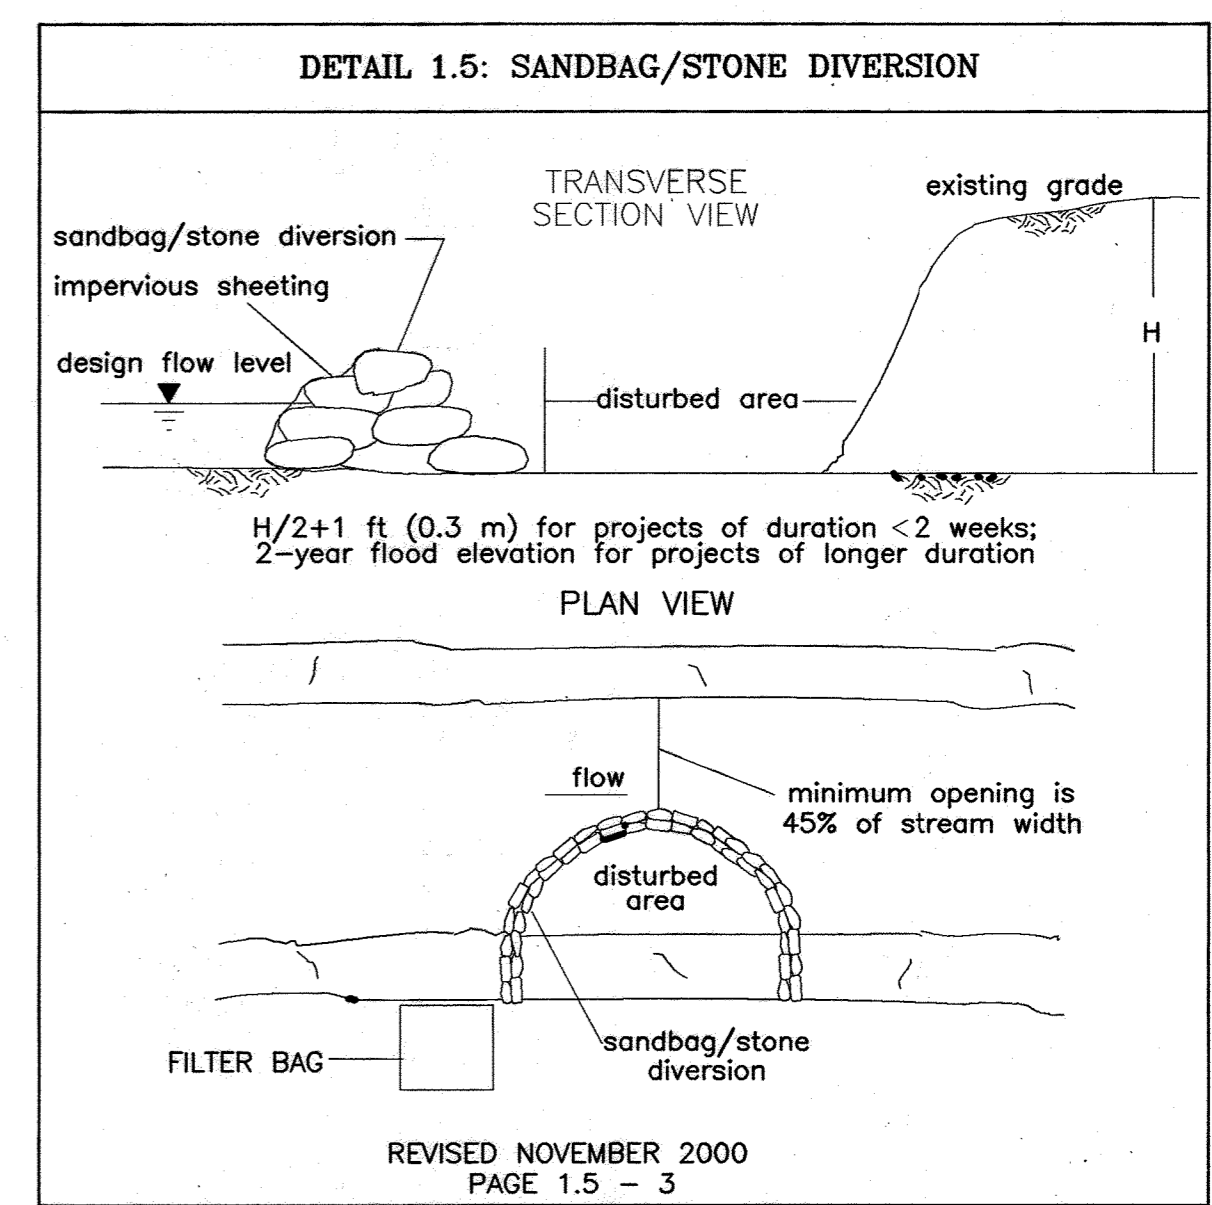 DETAIL 1.5: SANDBAG/STONE DIVERSION
TRANSVERSE
SECTION VIEW
existing grade
sandbag/stone diversion
impervious sheeting
H
design flow level
disturbed area
H/2+1 ft (0.3 m) for projects of duration <2 weeks;
2-year flood elevation for projects of longer duration
PLAN VIEW
flow
minimum opening is
45% of stream width
disturbed
area
sandbag/stone
diversion
FILTER BAG
REVISED NOVEMBER 2000
PAGE 1.5 - 3